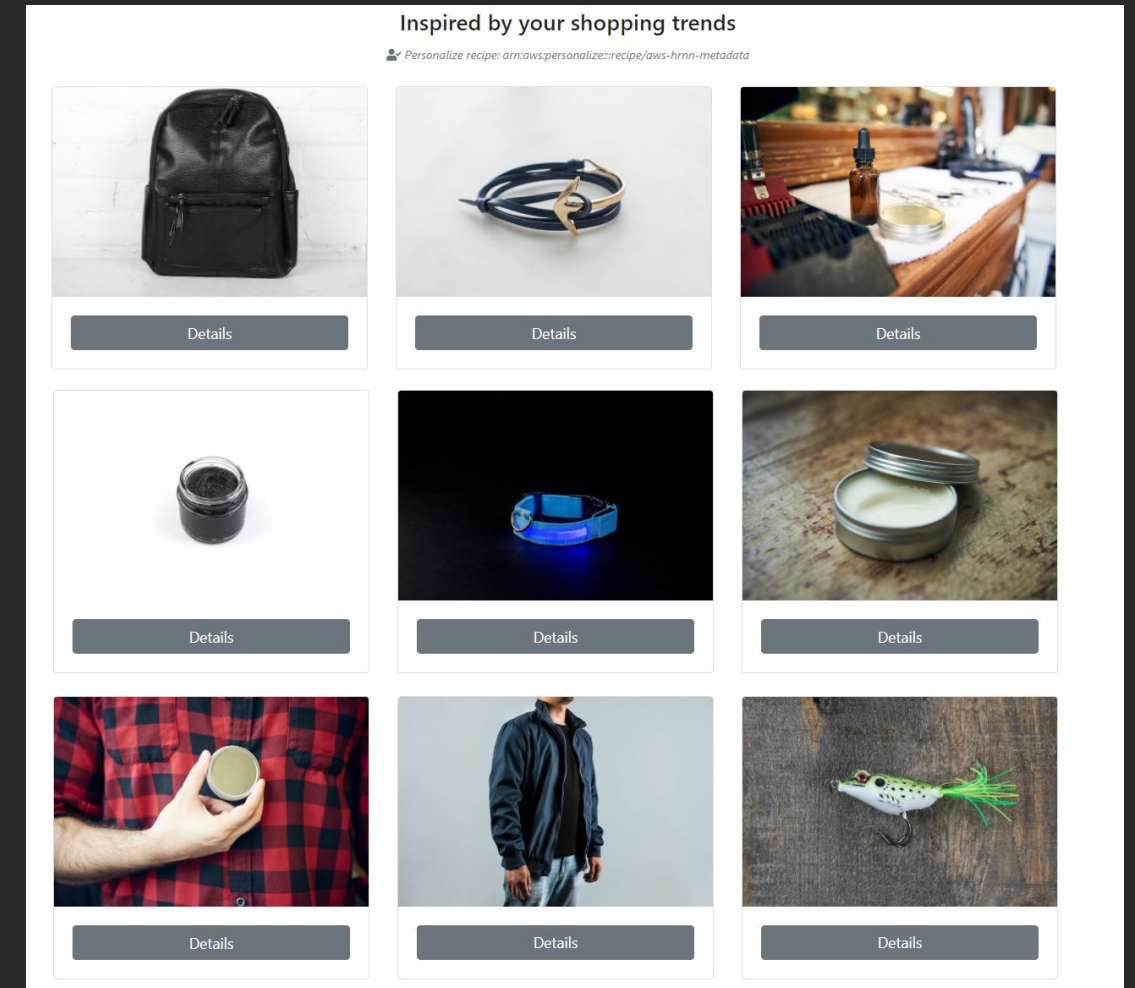 Inspired by your shopping trends
Personalize recipe: arn:aws:personalize:::recipe/aws-hrnn-metadata
Details
Details
Details
Details
Details
Details
Details
Details
Details